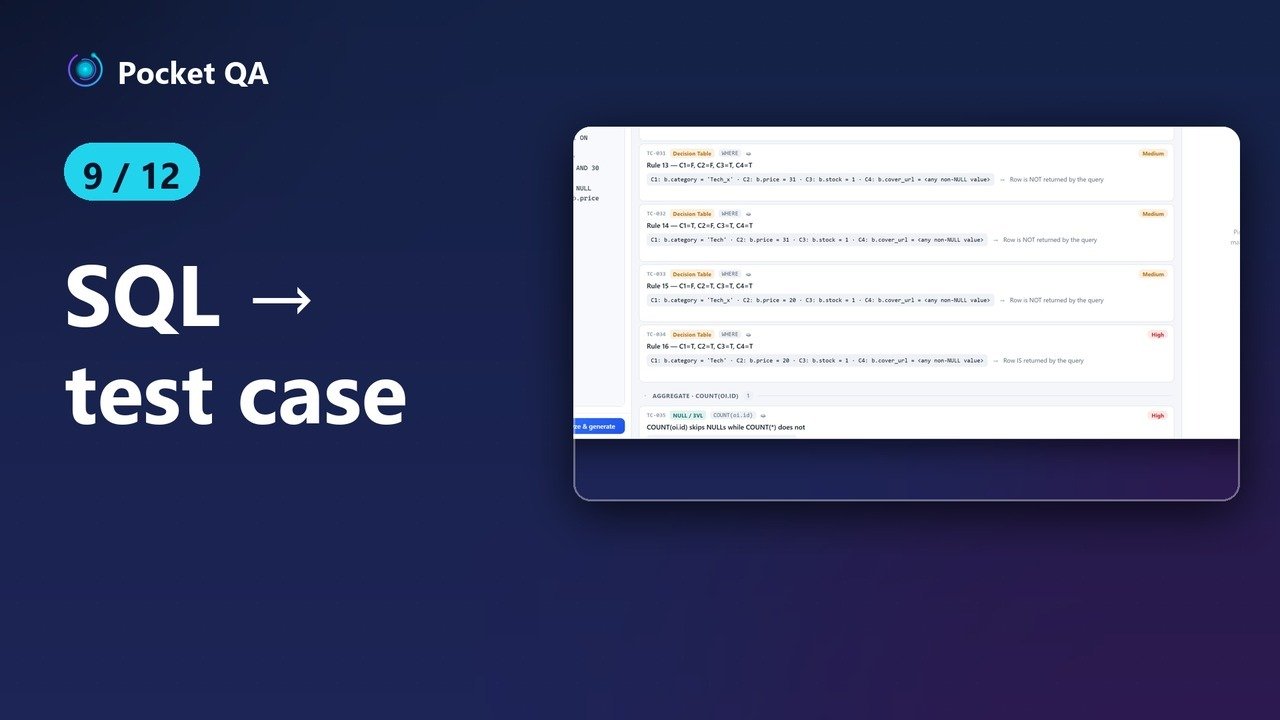 Pocket QA
9 / 12
SQL →
test case
ON
AND 30
NULL
b.price
ze & generate
TC-031 Decision Table WHERE
Medium
Rule 13 — C1=F, C2=F, C3=T, C4=T
C1: b.category = 'Tech_x' · C2: b.price = 31 · C3: b.stock = 1 · C4: b.cover_url = <any non-NULL value> → Row is NOT returned by the query
TC-032 Decision Table WHERE
Medium
Rule 14 — C1=T, C2=F, C3=T, C4=T
C1: b.category = 'Tech' · C2: b.price = 31 · C3: b.stock = 1 · C4: b.cover_url = <any non-NULL value> → Row is NOT returned by the query
TC-033 Decision Table WHERE
Medium
Rule 15 — C1=F, C2=T, C3=T, C4=T
C1: b.category = 'Tech_x' · C2: b.price = 20 · C3: b.stock = 1 · C4: b.cover_url = <any non-NULL value> → Row is NOT returned by the query
TC-034 Decision Table WHERE
High
Rule 16 — C1=T, C2=T, C3=T, C4=T
C1: b.category = 'Tech' · C2: b.price = 20 · C3: b.stock = 1 · C4: b.cover_url = <any non-NULL value> → Row IS returned by the query
AGGREGATE · COUNT(OI.ID) 1
TC-035 NULL / 3VL COUNT(oi.id)
High
COUNT(oi.id) skips NULLs while COUNT(*) does not